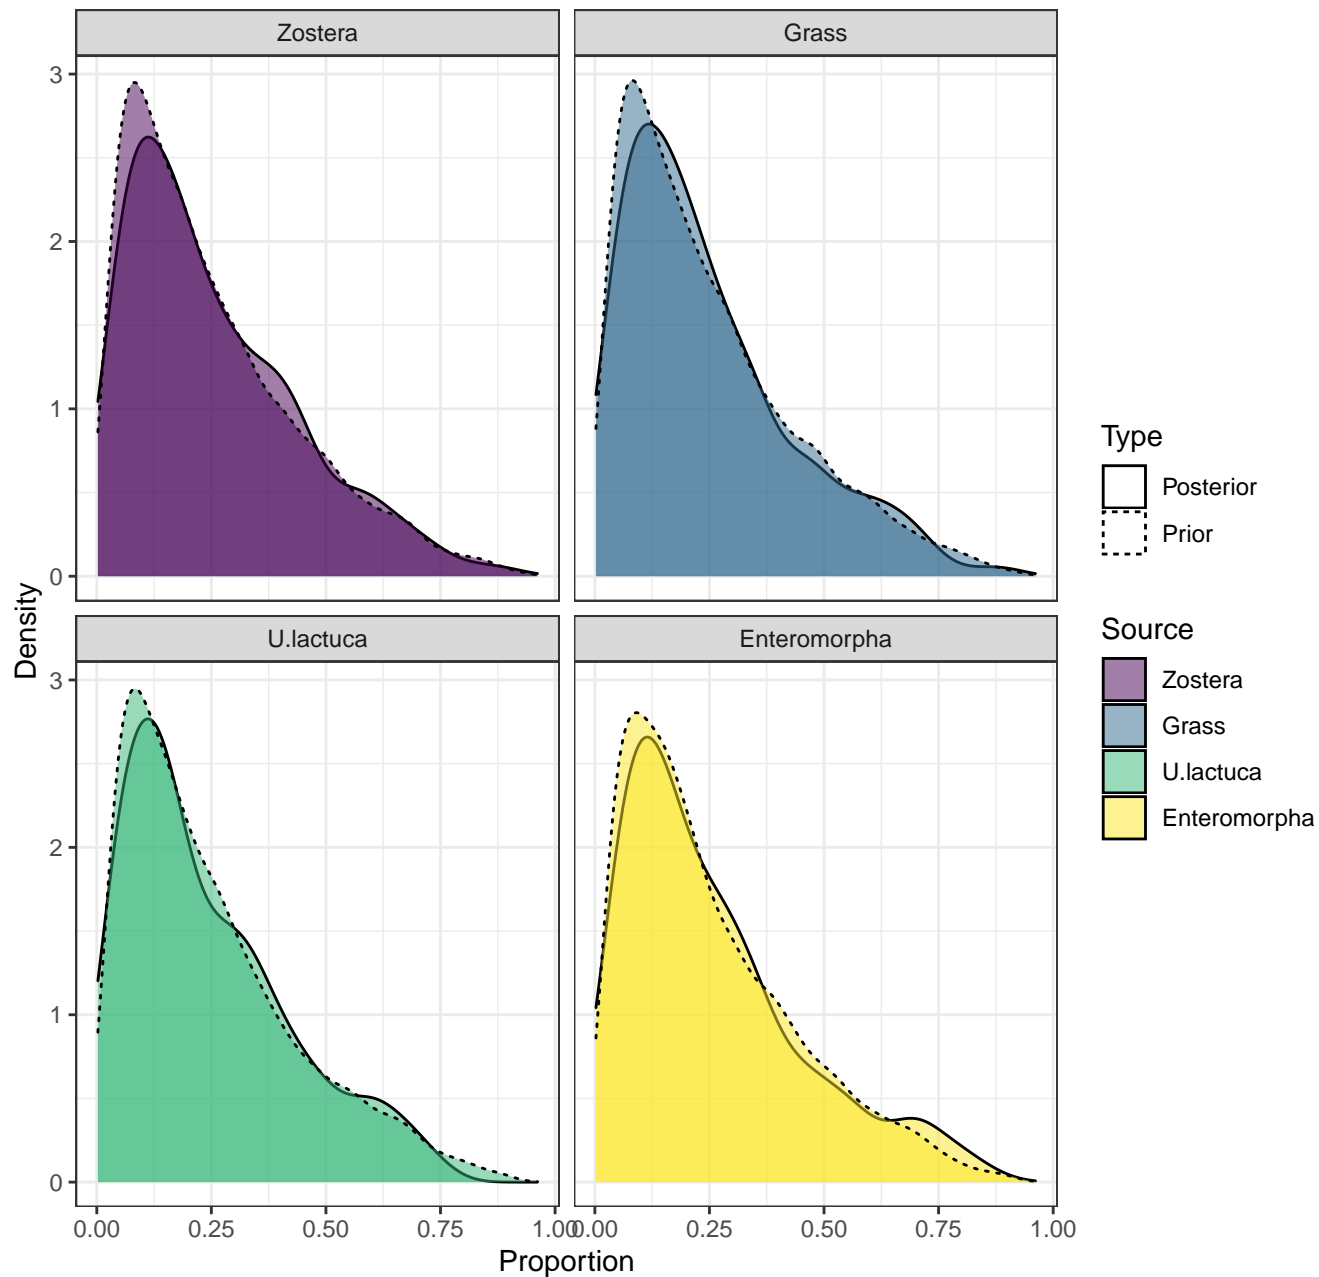 Zostera
Grass
3
2
1
0
U.lactuca
Enteromorpha
3
2
1
0
0.00 0.25 0.50 0.75 1.00
0.00 0.25 0.50 0.75 1.00
Density
Proportion
Type
Posterior
Prior
Source
Zostera
Grass
U.lactuca
Enteromorpha